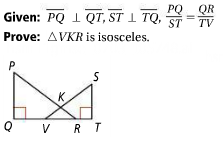 Given: PQ ⊥ QT, ST ⊥ TQ, PQ/ST = QR/TV
Prove: △VKR is isosceles.
P
S
K
Q V R T